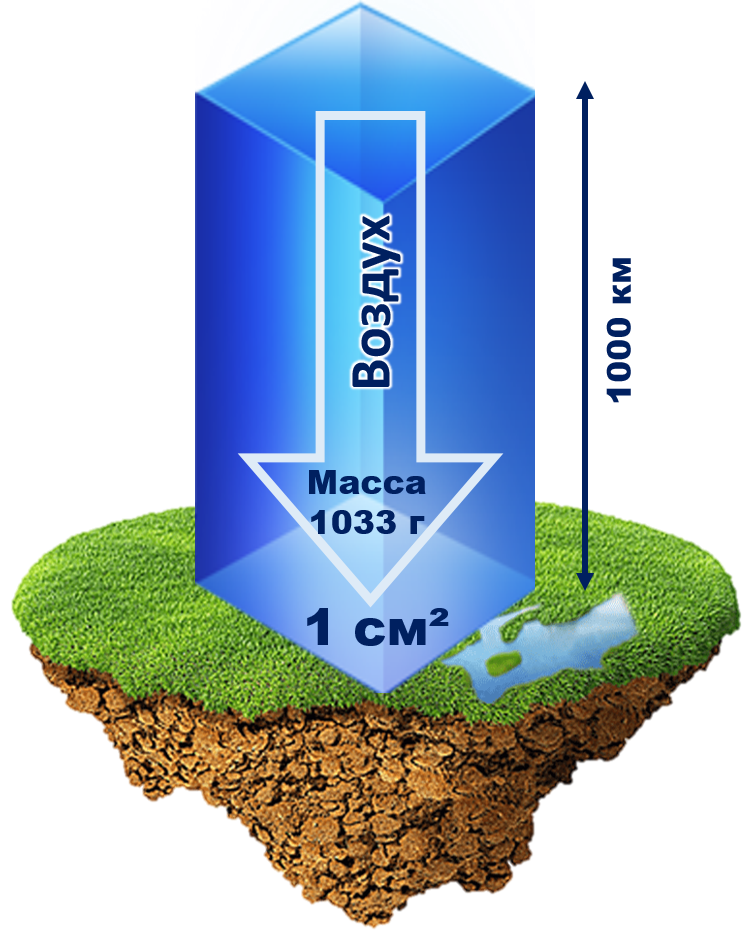 Воздух
1000 км
Масса
1033 г
1 см²